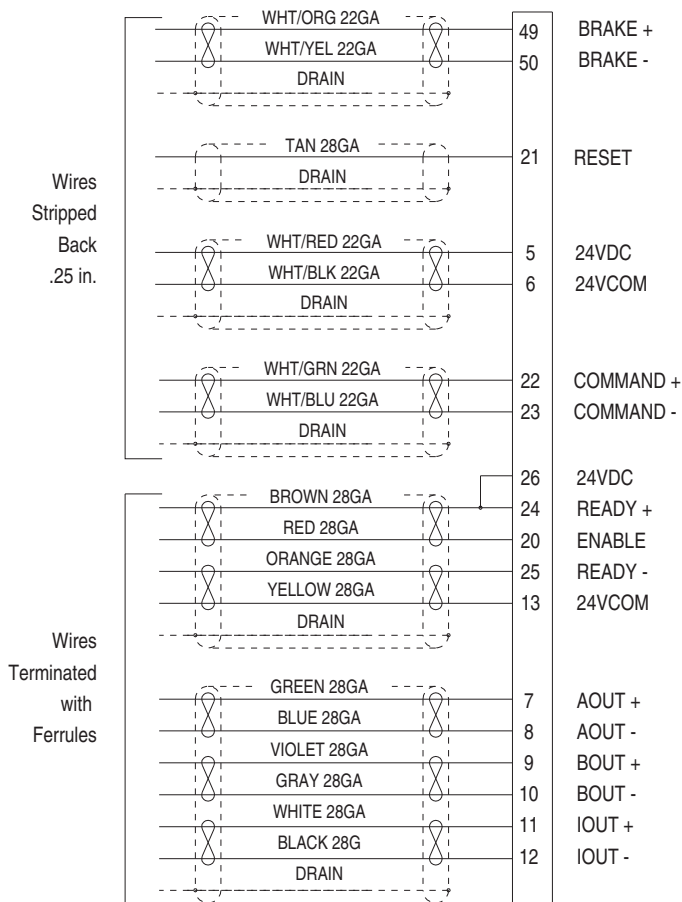 WHT/ORG 22GA 49 BRAKE +
WHT/YEL 22GA 50 BRAKE -
DRAIN
TAN 28GA 21 RESET
DRAIN
Wires
Stripped
Back
.25 in.
WHT/RED 22GA 5 24VDC
WHT/BLK 22GA 6 24VCOM
DRAIN
WHT/GRN 22GA 22 COMMAND +
WHT/BLU 22GA 23 COMMAND -
DRAIN
26 24VDC
BROWN 28GA 24 READY +
RED 28GA 20 ENABLE
ORANGE 28GA 25 READY -
YELLOW 28GA 13 24VCOM
DRAIN
Wires
Terminated
with
Ferrules
GREEN 28GA 7 AOUT +
BLUE 28GA 8 AOUT -
VIOLET 28GA 9 BOUT +
GRAY 28GA 10 BOUT -
WHITE 28GA 11 IOUT +
BLACK 28G 12 IOUT -
DRAIN